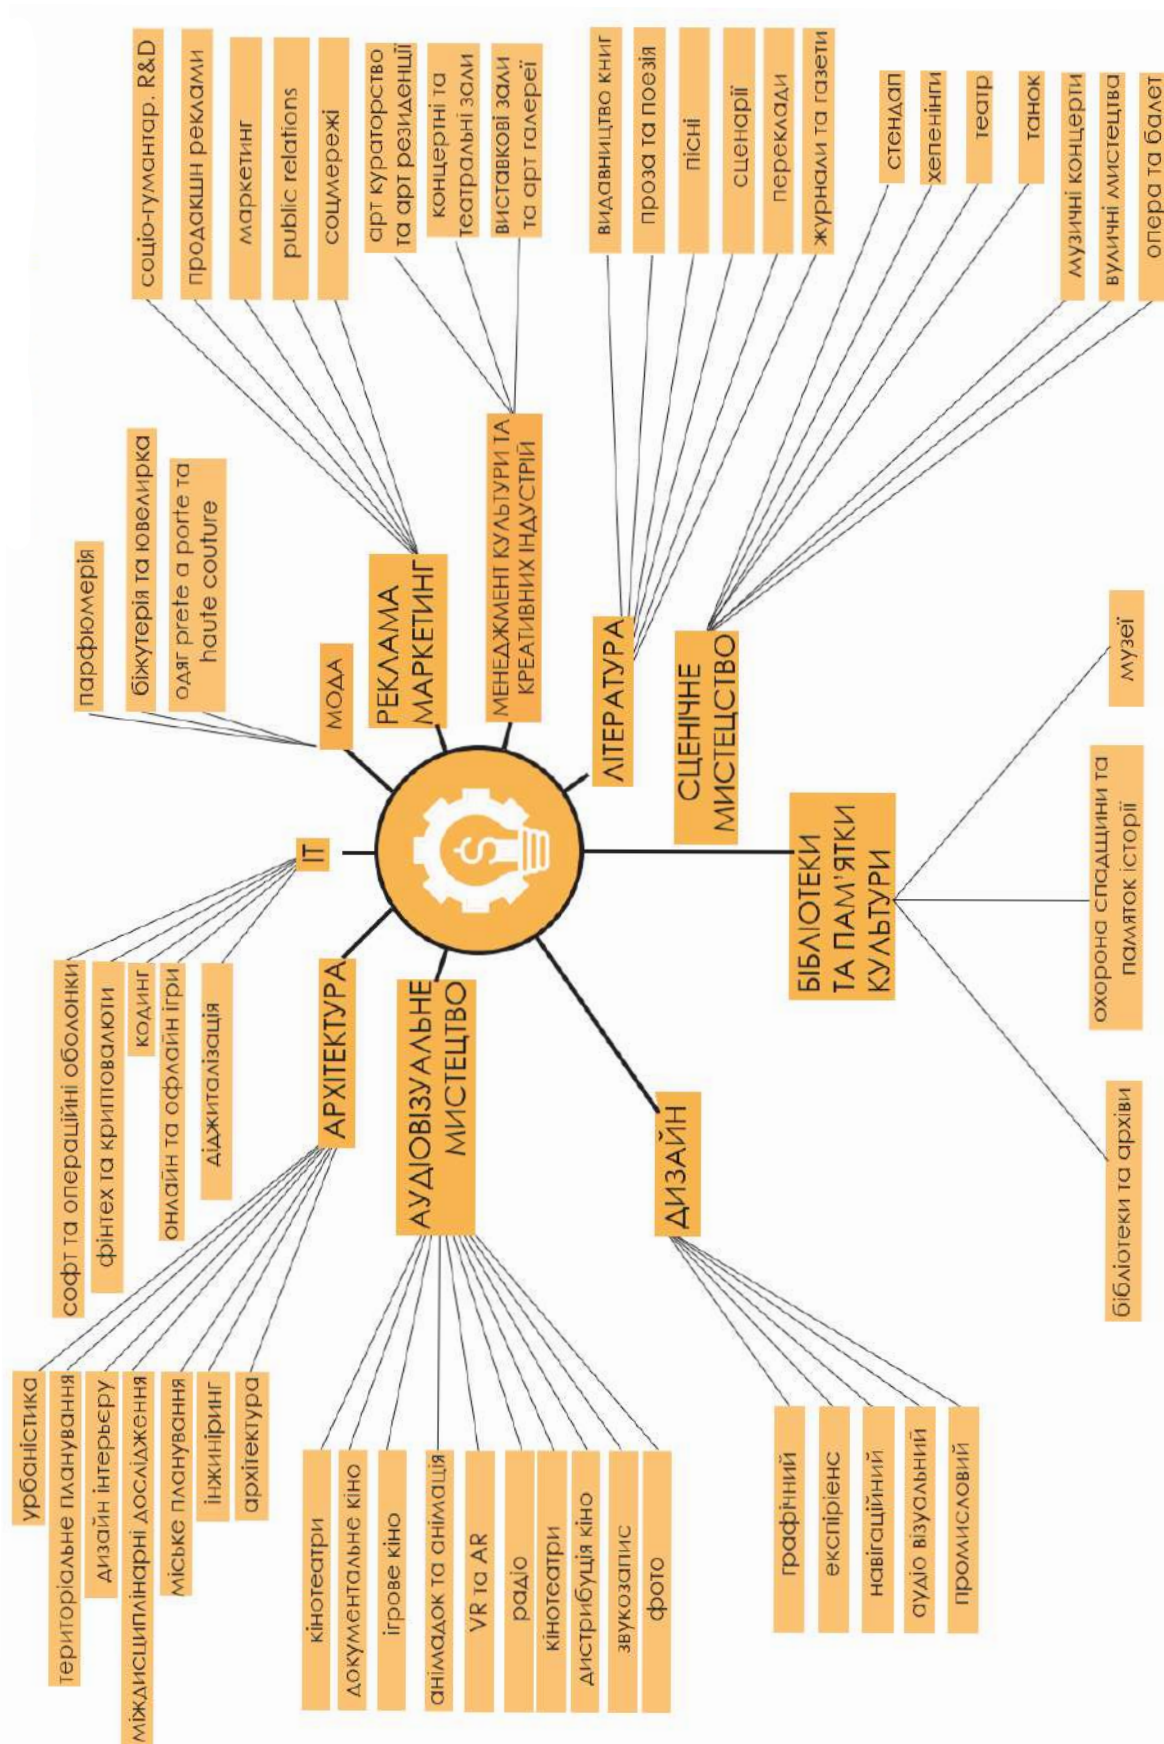 урбаністика
територіальне планування
дизайн інтерьєру
міждисциплінарні дослідження
міське планування
інжиніринг
архітектура
АРХІТЕКТУРА
софт та операційні оболонки
фінтех та криптовалюти
кодинг
онлайн та офлайн ігри
діджиталізація
ІТ
парфюмерія
біжутерія та ювелирка
одяг prete a porte та
haute couture
МОДА
соціо-гумантар. R&D
продакшн реклами
маркетинг
public relations
соцмережі
РЕКЛАМА
МАРКЕТИНГ
арт кураторство
та арт резиденції
концертні та
театральні зали
виставкові зали
та арт галереї
МЕНЕДЖМЕНТ КУЛЬТУРИ ТА
КРЕАТИВНИХ ІНДУСТРІЙ
видавництво книг
проза та поезія
пісні
сценарії
переклади
журнали та газети
ЛІТЕРАТУРА
стендап
хепенінги
театр
танок
музичні концерти
вуличні мистецтва
опера та балет
СЦЕНІЧНЕ
МИСТЕЦСТВО
$
кінотеатри
документальне кіно
ігрове кіно
анімадок та анімація
VR та AR
радіо
кінотеатри
дистрибуція кіно
звукозапис
фото
АУДІОВІЗУАЛЬНЕ
МИСТЕЦТВО
графічний
експірієнс
навігаційний
аудіо візуальний
промисловий
ДИЗАЙН
БІБЛІОТЕКИ
ТА ПАМ'ЯТКИ
КУЛЬТУРИ
бібліотеки та архіви
охорона спадщини та
памяток історії
музеї